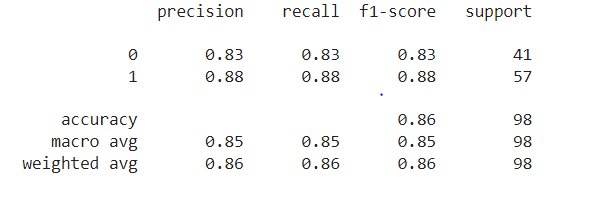 precision recall f1-score support
0 0.83 0.83 0.83 41
1 0.88 0.88 0.88 57
accuracy 0.86 98
macro avg 0.85 0.85 0.85 98
weighted avg 0.86 0.86 0.86 98